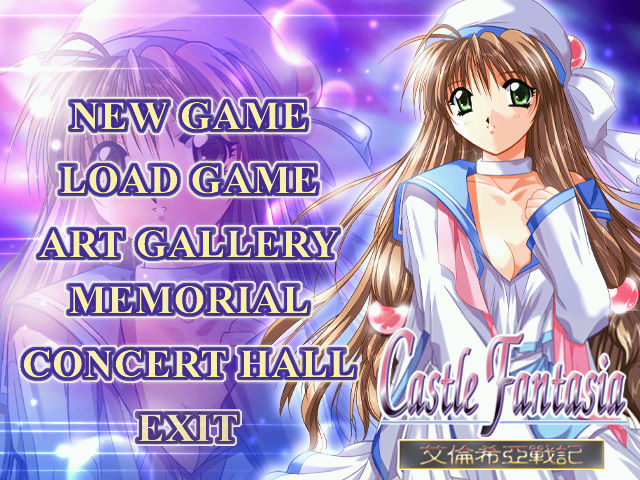 NEW GAME
LOAD GAME
ART GALLERY
MEMORIAL
CONCERT HALL
EXIT
Castle Fantasia
艾倫希亞戰記